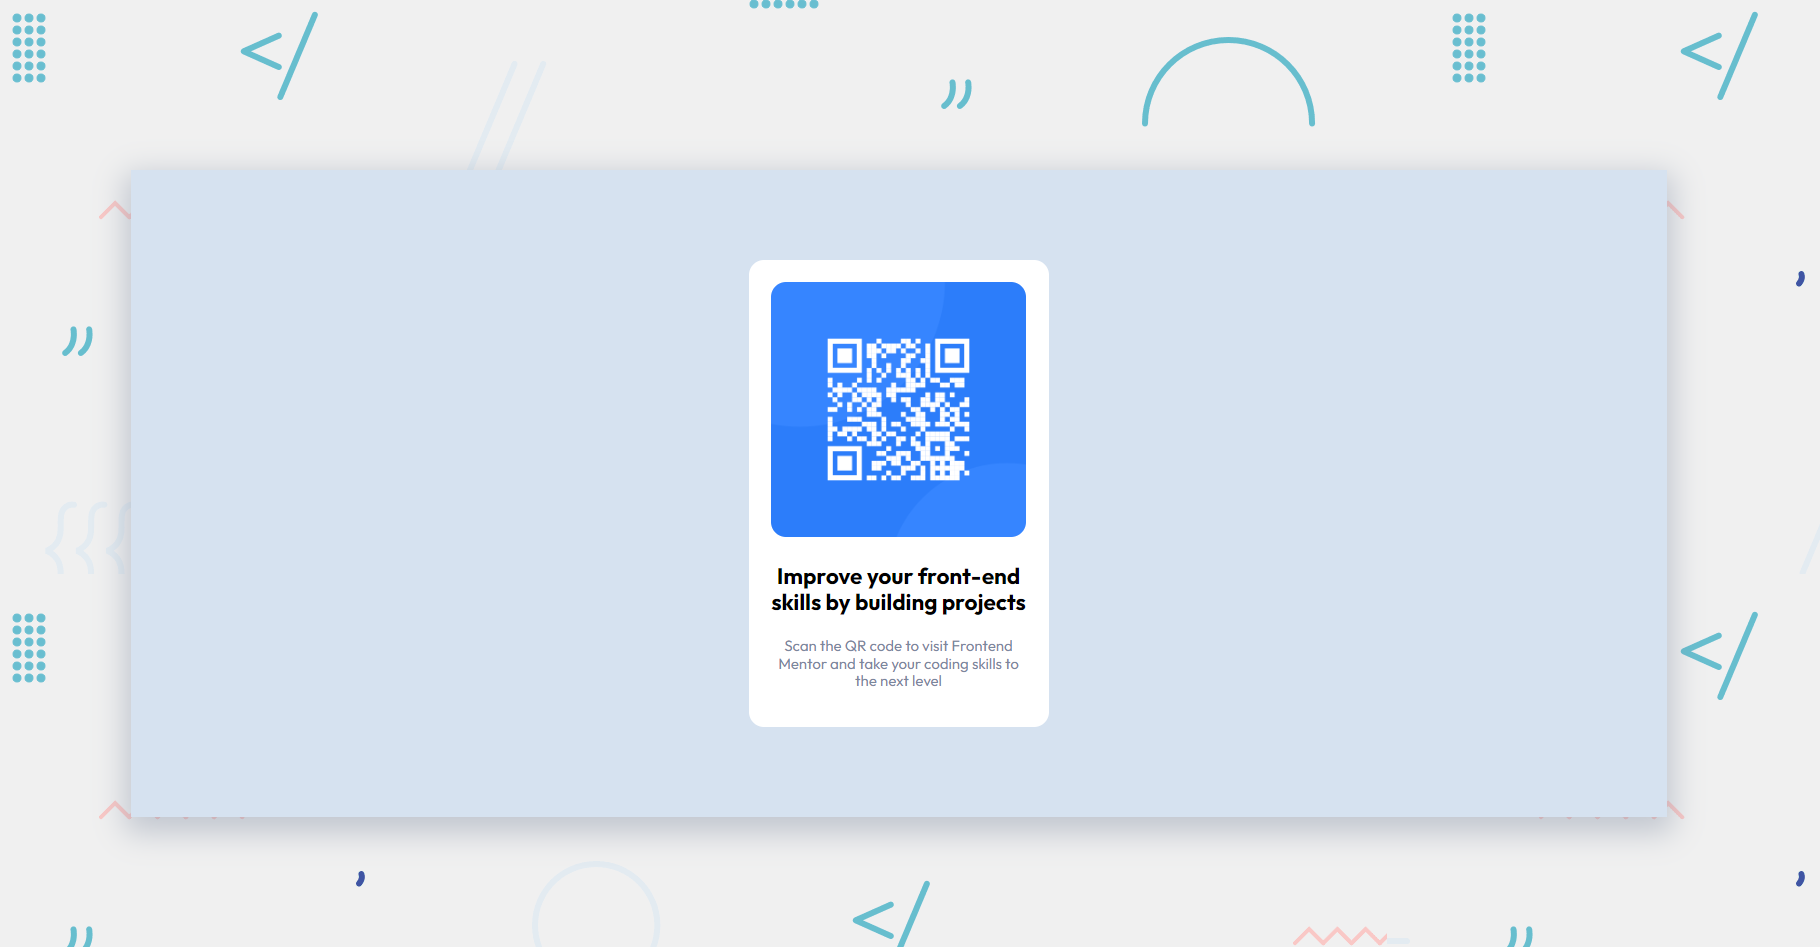 Improve your front-end
skills by building projects
Scan the QR code to visit Frontend
Mentor and take your coding skills to
the next level